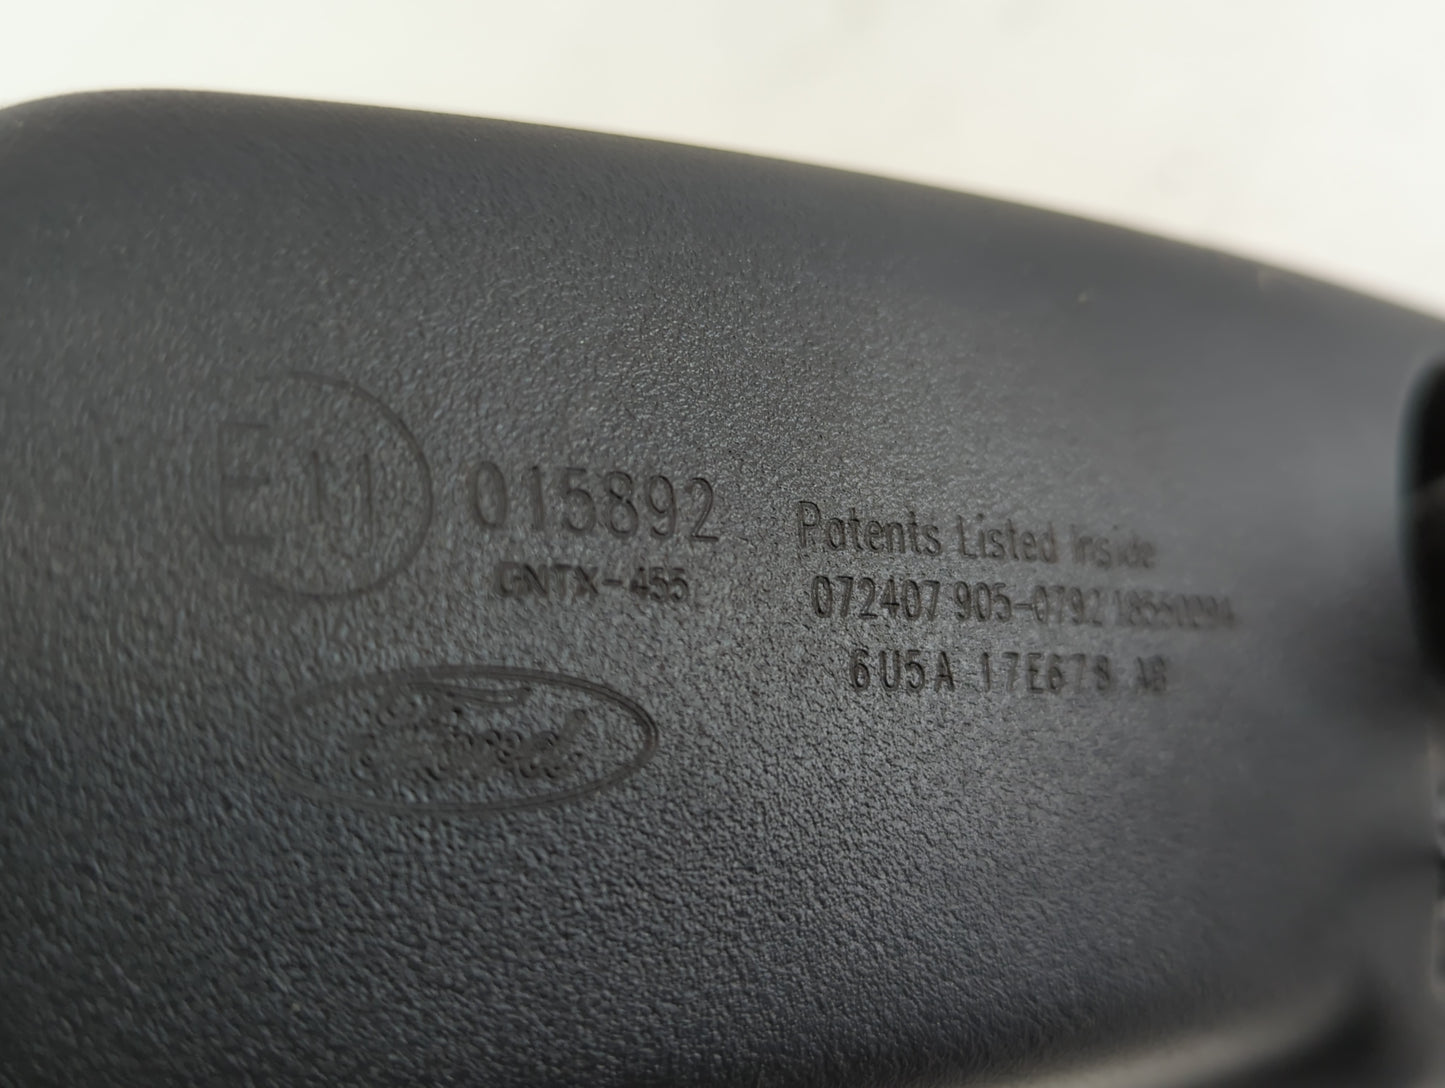 E11 015892
GNTX-455
Patents Listed Inside
072407 905-0792
6U5A 17E678 AB
Ford